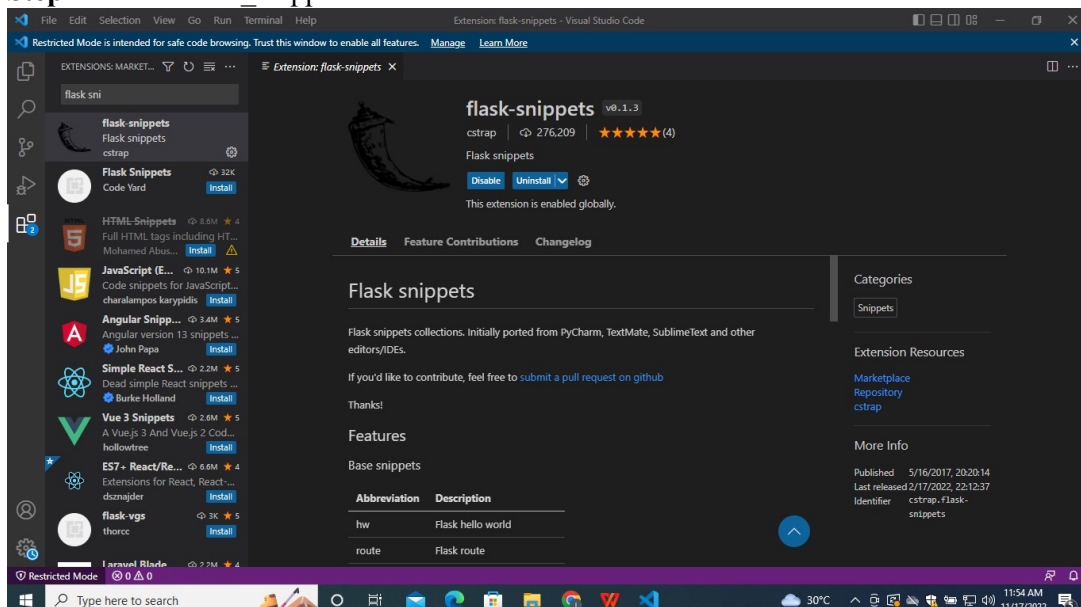 Step
File Edit Selection View Go Run Terminal Help
Extension: flask-snippets - Visual Studio Code
Restricted Mode is intended for safe code browsing. Trust this window to enable all features. Manage Learn More
EXTENSIONS: MARKET...
Extension: flask-snippets
flask sni
flask-snippets
Flask snippets
cstrap
Flask Snippets 32K
Code Yard Install
HTML Snippets 8.6M ★ 4
Full HTML tags including HT...
Mohamed Abus... Install
JavaScript (E... 10.1M ★ 5
Code snippets for JavaScript...
charalampos karypidis Install
Angular Snipp... 3.4M ★ 5
Angular version 13 snippets ...
John Papa Install
Simple React S... 2.2M ★ 5
Dead simple React snippets ...
Burke Holland Install
Vue 3 Snippets 2.6M ★ 5
A Vue.js 3 And Vue.js 2 Cod...
hollowtree Install
ES7+ React/Re... 6.6M ★ 4
Extensions for React, React-...
dsznajder Install
flask-vgs 3K ★ 5
thorcc Install
Laravel Blade 2.2M ★ 4
flask-snippets v0.1.3
cstrap 276,209 ★★★★★(4)
Flask snippets
Disable Uninstall
This extension is enabled globally.
Details Feature Contributions Changelog
Flask snippets
Flask snippets collections. Initially ported from PyCharm, TextMate, SublimeText and other
editors/IDEs.
If you'd like to contribute, feel free to submit a pull request on github
Thanks!
Features
Base snippets
Abbreviation Description
hw Flask hello world
route Flask route
Categories
Snippets
Extension Resources
Marketplace
Repository
cstrap
More Info
Published 5/16/2017, 20:20:14
Last released 2/17/2022, 22:12:37
Identifier cstrap.flask-
snippets
2
Restricted Mode 0 0
Type here to search
30°C
11:54 AM
11/17/2022